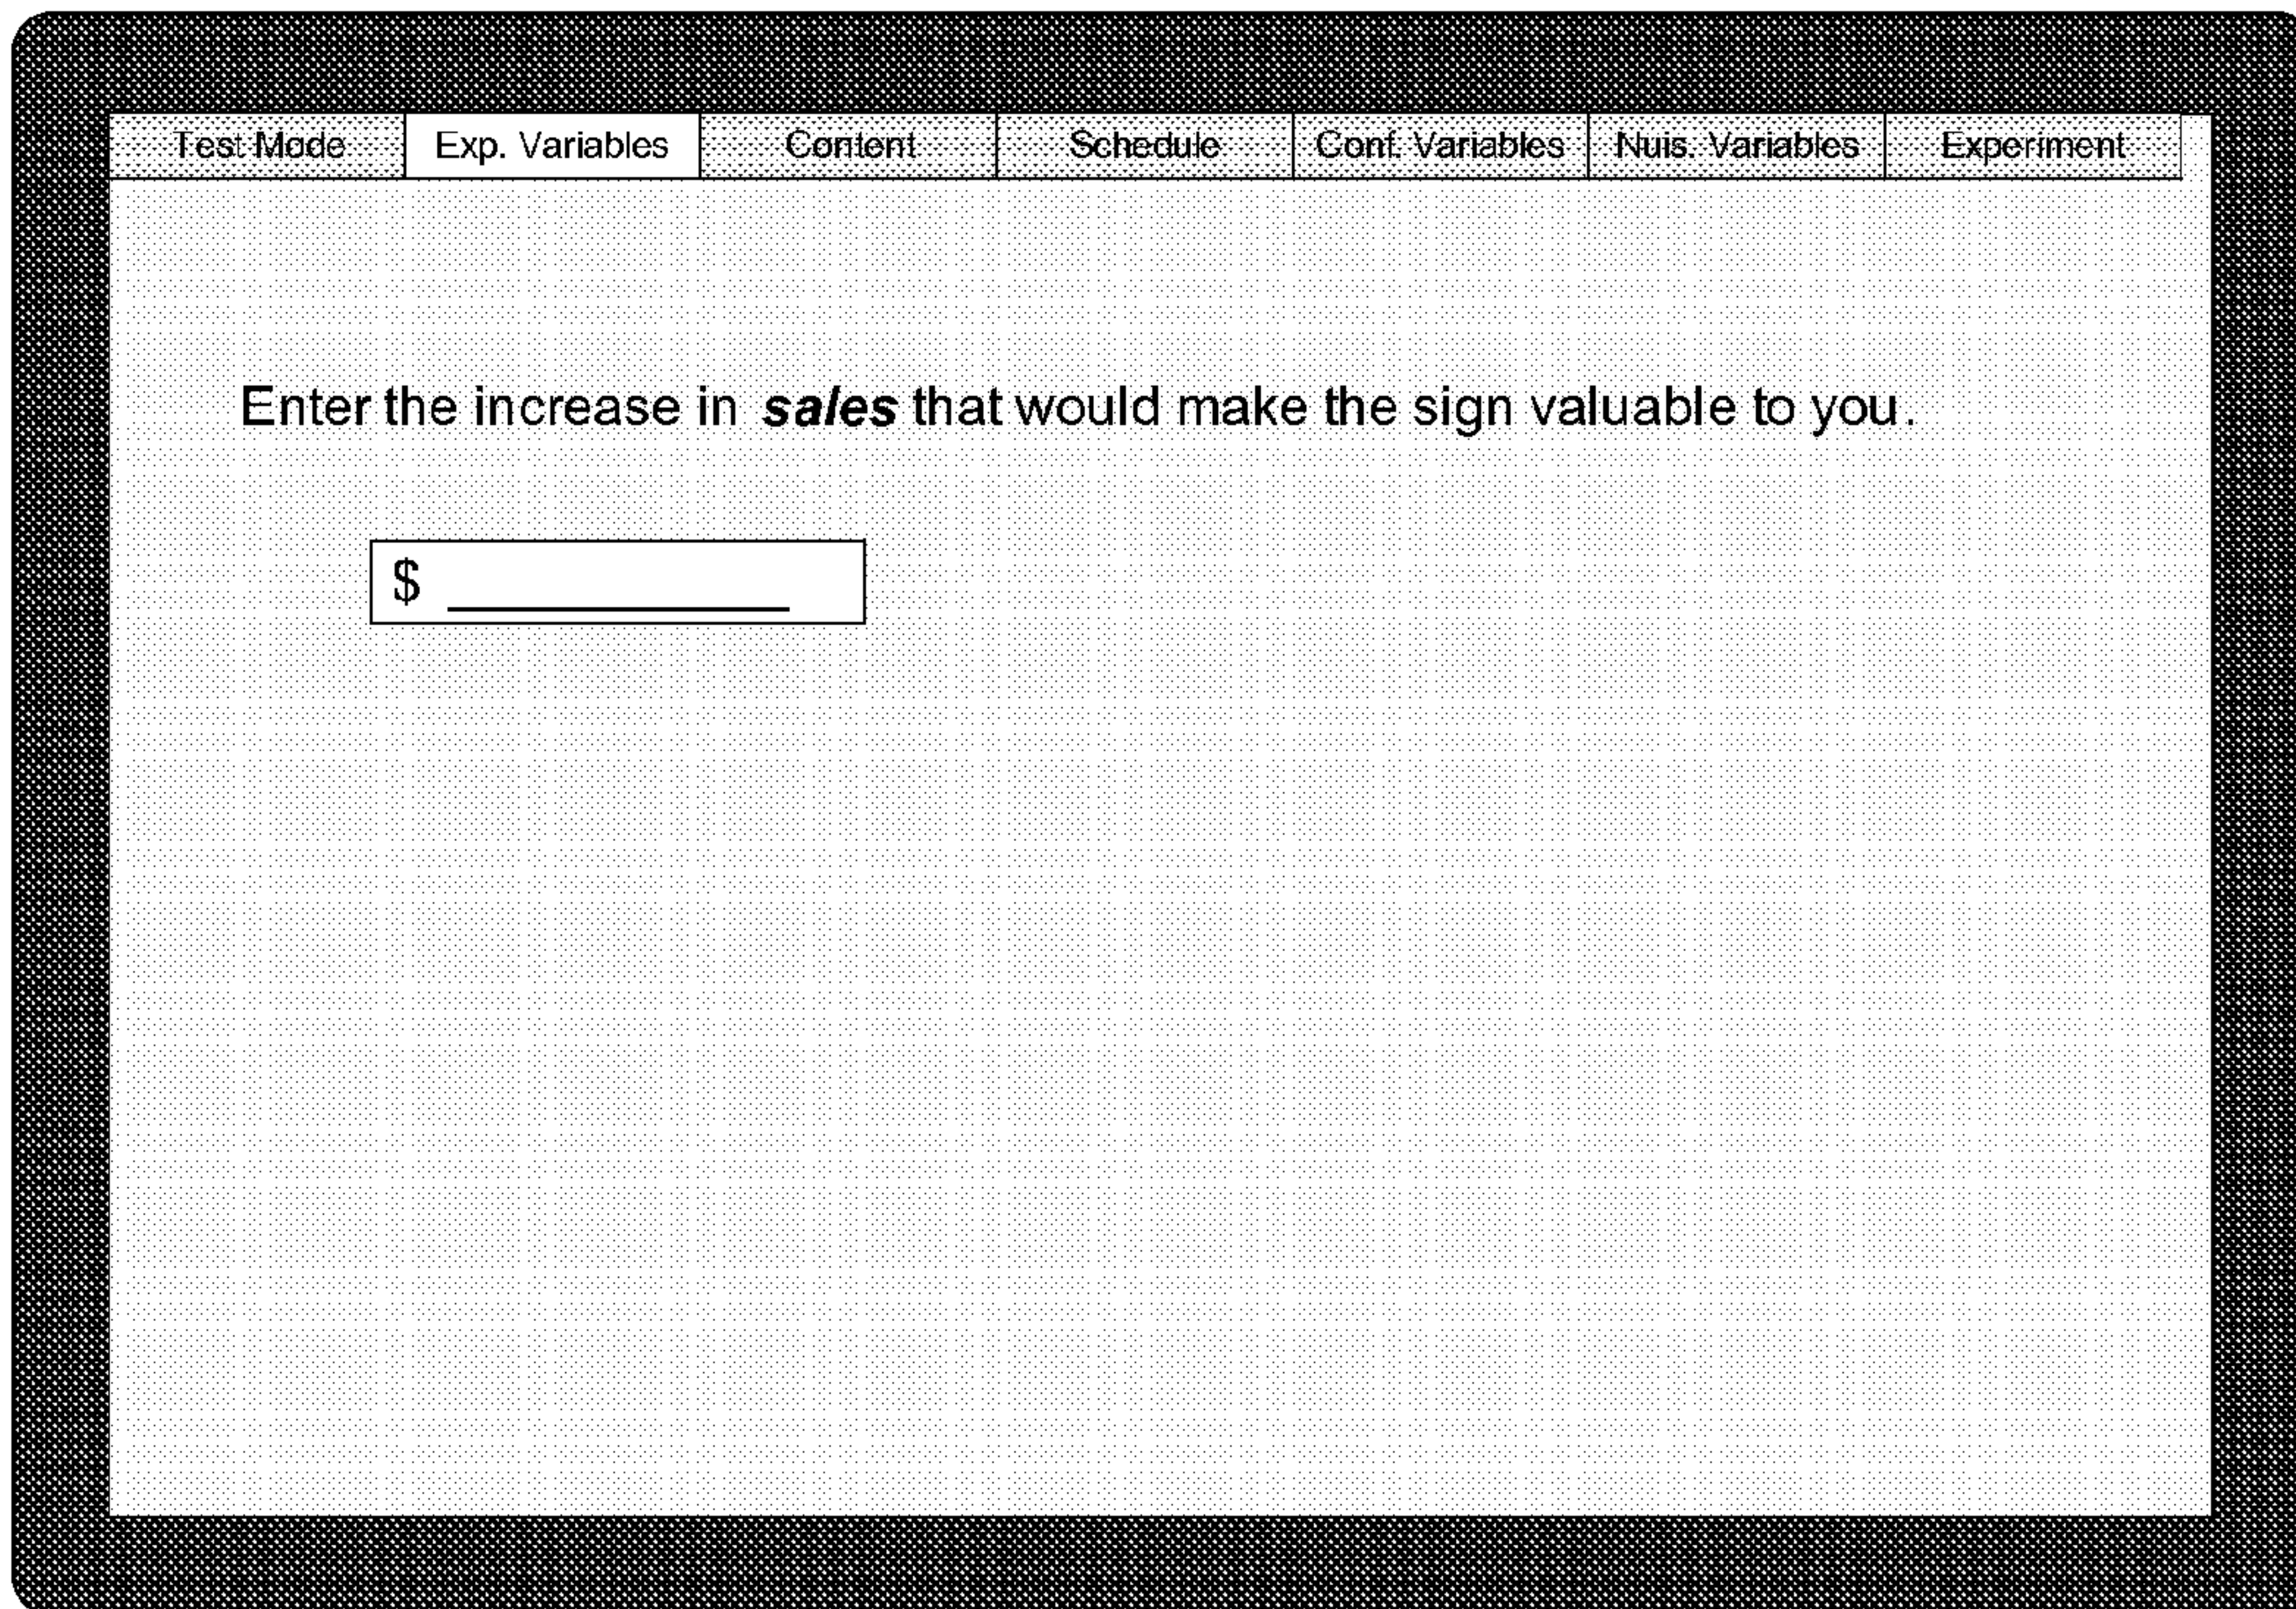 Test Mode Exp. Variables Content Schedule Conf. Variables Nuis. Variables Experiment
Enter the increase in sales that would make the sign valuable to you.
$ ____________